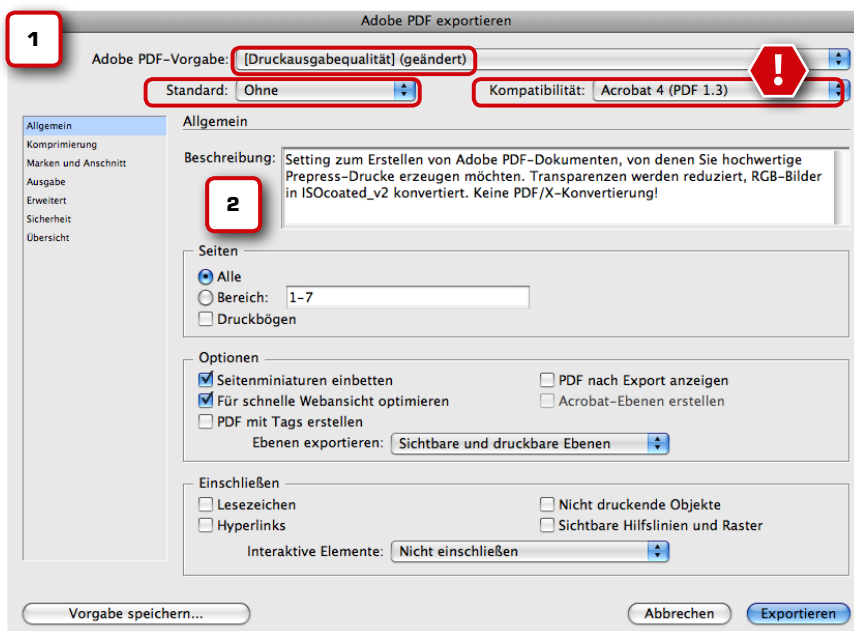 Adobe PDF exportieren
1
Adobe PDF-Vorgabe: [Druckausgabequalität] (geändert)
!
Standard: Ohne Kompatibilität: Acrobat 4 (PDF 1.3)
Allgemein
Komprimierung
Marken und Anschnitt
Ausgabe
Erweitert
Sicherheit
Übersicht
Allgemein
Beschreibung: Setting zum Erstellen von Adobe PDF-Dokumenten, von denen Sie hochwertige
Prepress-Drucke erzeugen möchten. Transparenzen werden reduziert, RGB-Bilder
in ISOcoated_v2 konvertiert. Keine PDF/X-Konvertierung!
2
Seiten
Alle
Bereich: 1-7
Druckbögen
Optionen
Seitenminiaturen einbetten PDF nach Export anzeigen
Für schnelle Webansicht optimieren Acrobat-Ebenen erstellen
PDF mit Tags erstellen
Ebenen exportieren: Sichtbare und druckbare Ebenen
Einschließen
Lesezeichen Nicht druckende Objekte
Hyperlinks Sichtbare Hilfslinien und Raster
Interaktive Elemente: Nicht einschließen
Vorgabe speichern... Abbrechen Exportieren